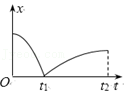 x
O t₁ t₂ t